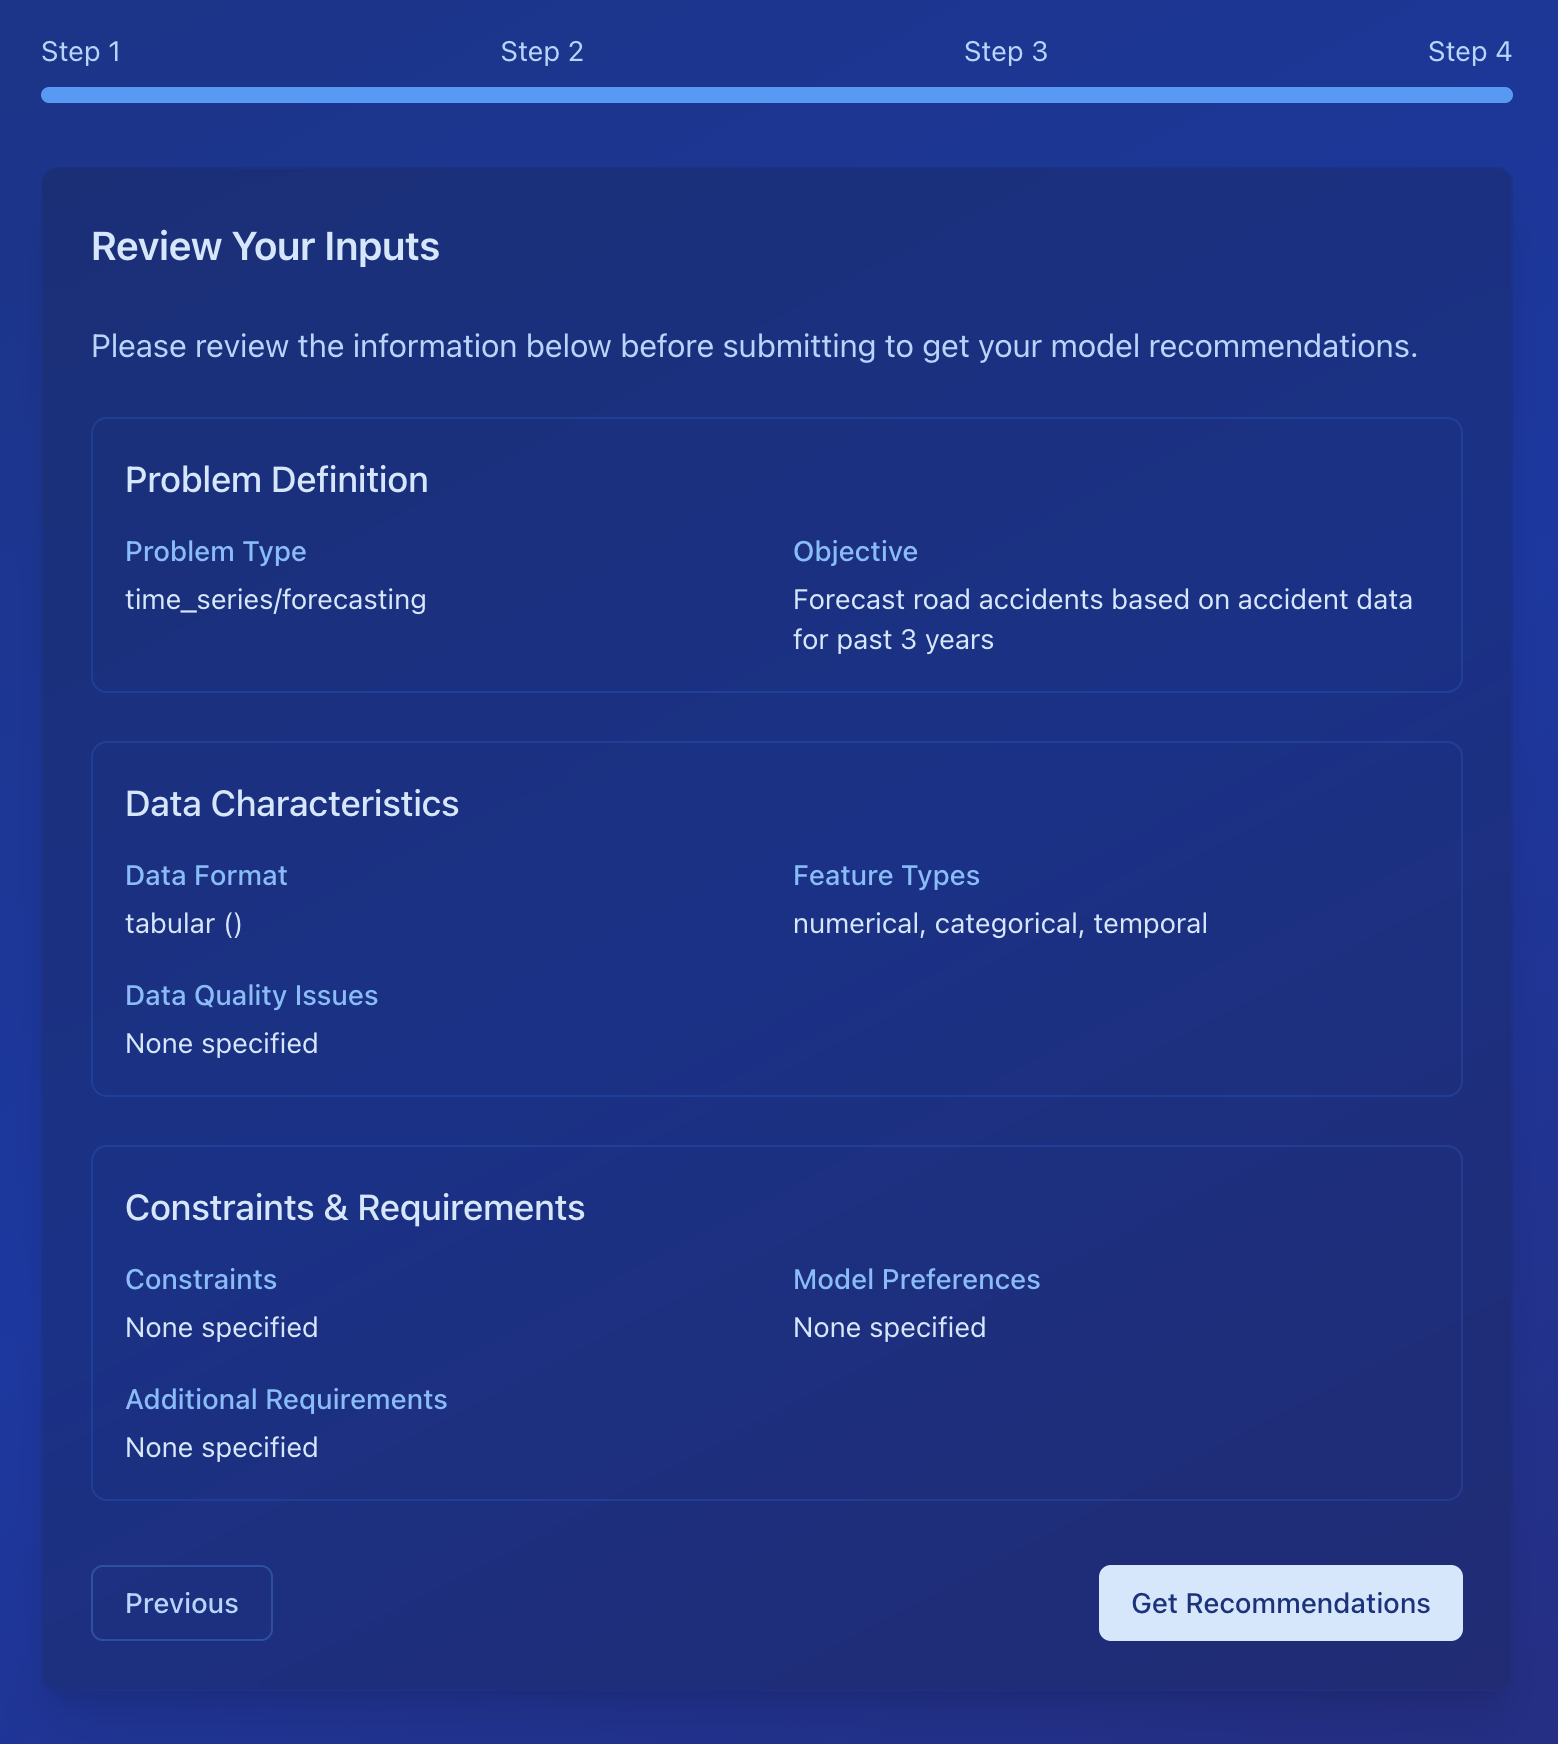 Step 1
Step 2
Step 3
Step 4
Review Your Inputs
Please review the information below before submitting to get your model recommendations.
Problem Definition
Problem Type
time_series/forecasting
Objective
Forecast road accidents based on accident data
for past 3 years
Data Characteristics
Data Format
tabular ()
Feature Types
numerical, categorical, temporal
Data Quality Issues
None specified
Constraints & Requirements
Constraints
None specified
Model Preferences
None specified
Additional Requirements
None specified
Previous
Get Recommendations